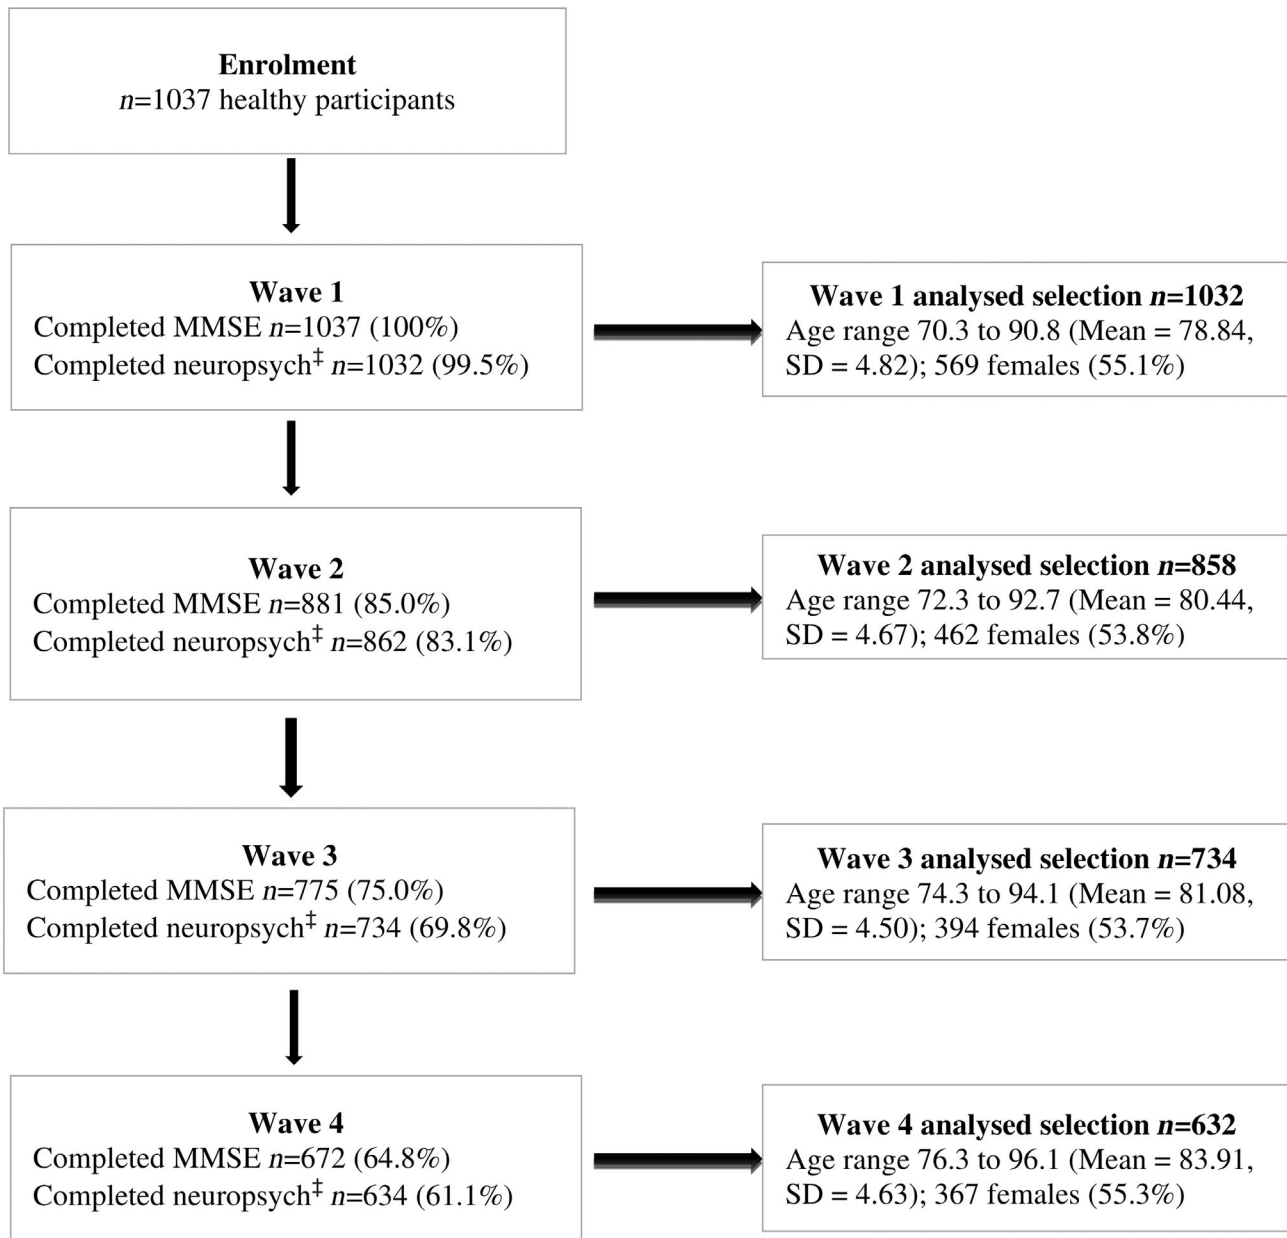 Enrolment
n=1037 healthy participants
Wave 1
Completed MMSE n=1037 (100%)
Completed neuropsych‡ n=1032 (99.5%)
Wave 1 analysed selection n=1032
Age range 70.3 to 90.8 (Mean = 78.84,
SD = 4.82); 569 females (55.1%)
Wave 2
Completed MMSE n=881 (85.0%)
Completed neuropsych‡ n=862 (83.1%)
Wave 2 analysed selection n=858
Age range 72.3 to 92.7 (Mean = 80.44,
SD = 4.67); 462 females (53.8%)
Wave 3
Completed MMSE n=775 (75.0%)
Completed neuropsych‡ n=734 (69.8%)
Wave 3 analysed selection n=734
Age range 74.3 to 94.1 (Mean = 81.08,
SD = 4.50); 394 females (53.7%)
Wave 4
Completed MMSE n=672 (64.8%)
Completed neuropsych‡ n=634 (61.1%)
Wave 4 analysed selection n=632
Age range 76.3 to 96.1 (Mean = 83.91,
SD = 4.63); 367 females (55.3%)